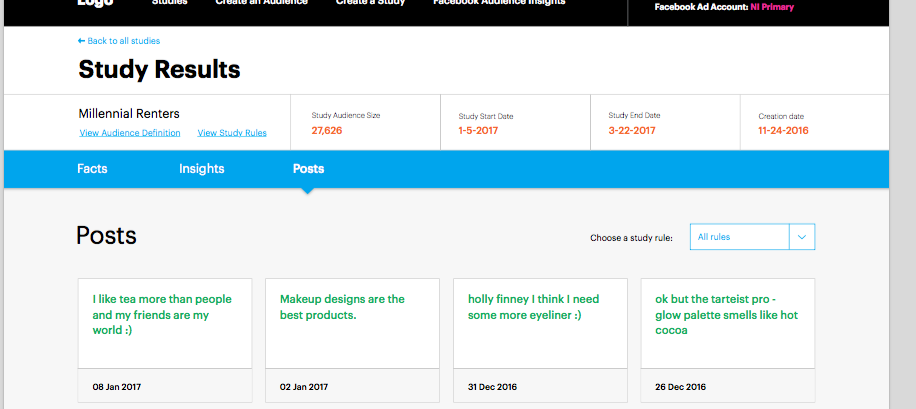 Logo Studies Create an Audience Create a Study Facebook Audience Insights Facebook Ad Account: NI Primary
← Back to all studies
Study Results
Millennial Renters
View Audience Definition View Study Rules
Study Audience Size
27,626
Study Start Date
1-5-2017
Study End Date
3-22-2017
Creation date
11-24-2016
Facts Insights Posts
Posts
Choose a study rule: All rules
I like tea more than people
and my friends are my
world :)
08 Jan 2017
Makeup designs are the
best products.
02 Jan 2017
holly finney I think I need
some more eyeliner :)
31 Dec 2016
ok but the tarteist pro -
glow palette smells like hot
cocoa
26 Dec 2016